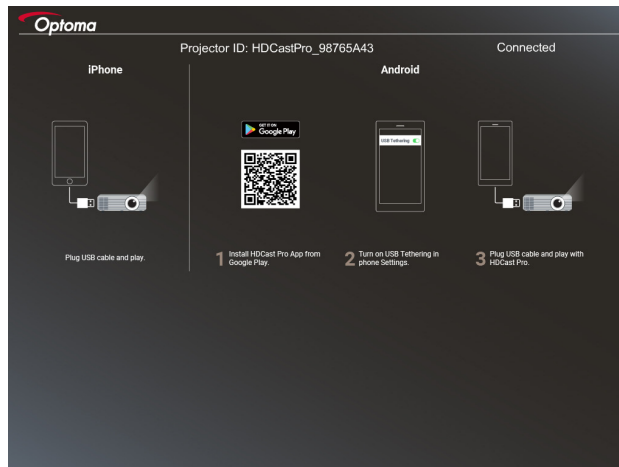 Optoma
Projector ID: HDCastPro_98765A43
Connected
iPhone
Android
GET IT ON
Google Play
USB Tethering
Plug USB cable and play.
1 Install HDCast Pro App from
Google Play.
2 Turn on USB Tethering in
phone Settings.
3 Plug USB cable and play with
HDCast Pro.